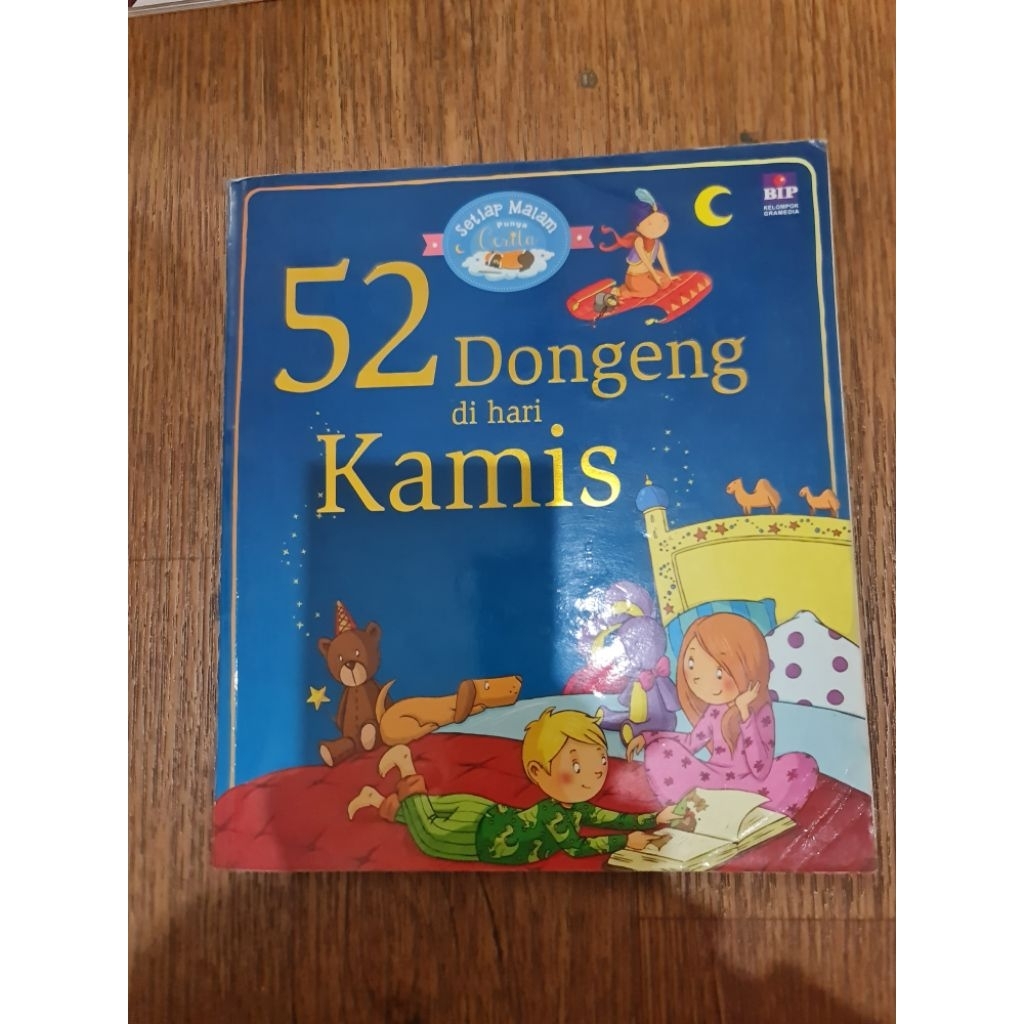 Setiap Malam
Punya
Cerita
BIP
KELOMPOK
GRAMEDIA
52 Dongeng
di hari
Kamis